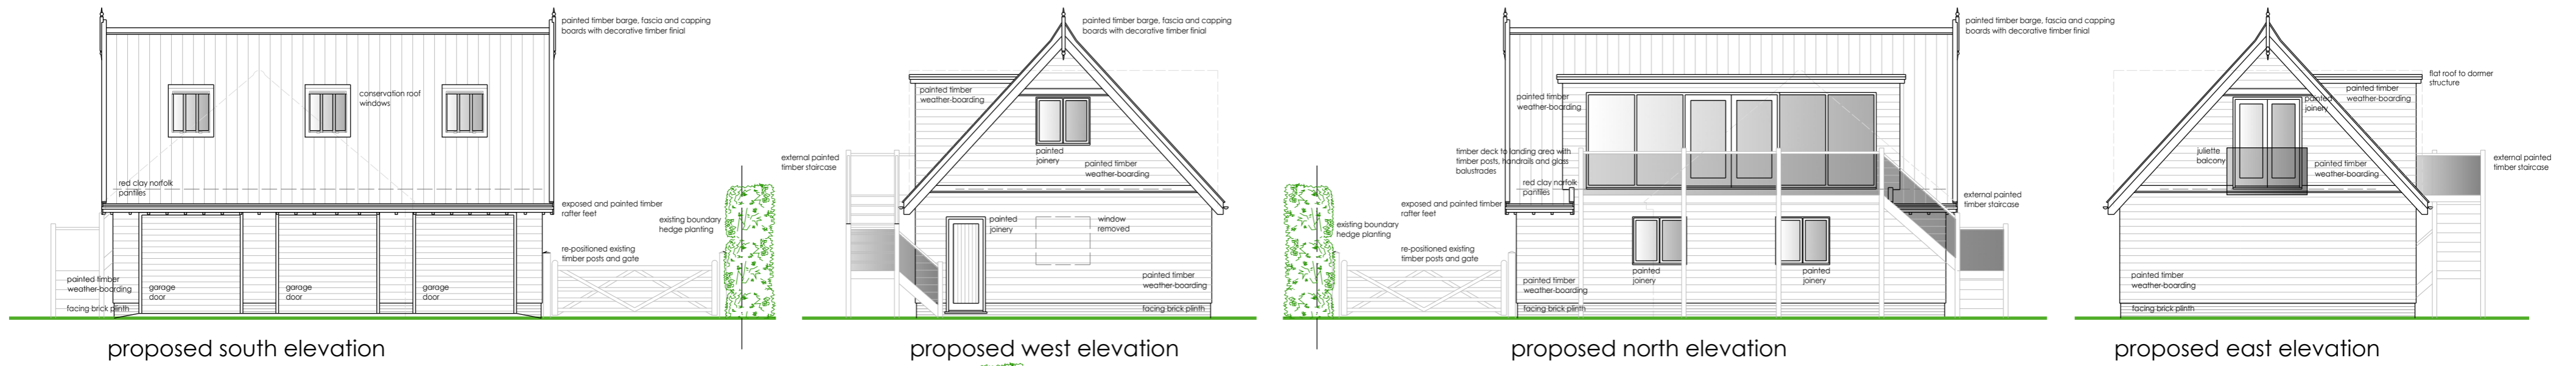 painted timber barge, fascia and capping
boards with decorative timber finial
conservation roof
windows
red clay norfolk
pantiles
exposed and painted timber
rafter feet
existing boundary
hedge planting
re-positioned existing
timber posts and gate
painted timber
weather-boarding
garage
door
garage
door
garage
door
facing brick plinth
proposed south elevation
painted timber barge, fascia and capping
boards with decorative timber finial
painted timber
weather-boarding
painted
joinery
external painted
timber staircase
painted timber
weather-boarding
painted
joinery
window
removed
painted timber
weather-boarding
facing brick plinth
proposed west elevation
painted timber barge, fascia and capping
boards with decorative timber finial
painted timber
weather-boarding
timber deck to landing area with
timber posts, handrails and glass
balustrades
red clay norfolk
pantiles
external painted
timber staircase
exposed and painted timber
rafter feet
existing boundary
hedge planting
re-positioned existing
timber posts and gate
painted
joinery
painted
joinery
painted timber
weather-boarding
facing brick plinth
proposed north elevation
flat roof to dormer
structure
painted timber
weather-boarding
painted
joinery
juliette
balcony
painted timber
weather-boarding
external painted
timber staircase
painted timber
weather-boarding
facing brick plinth
proposed east elevation